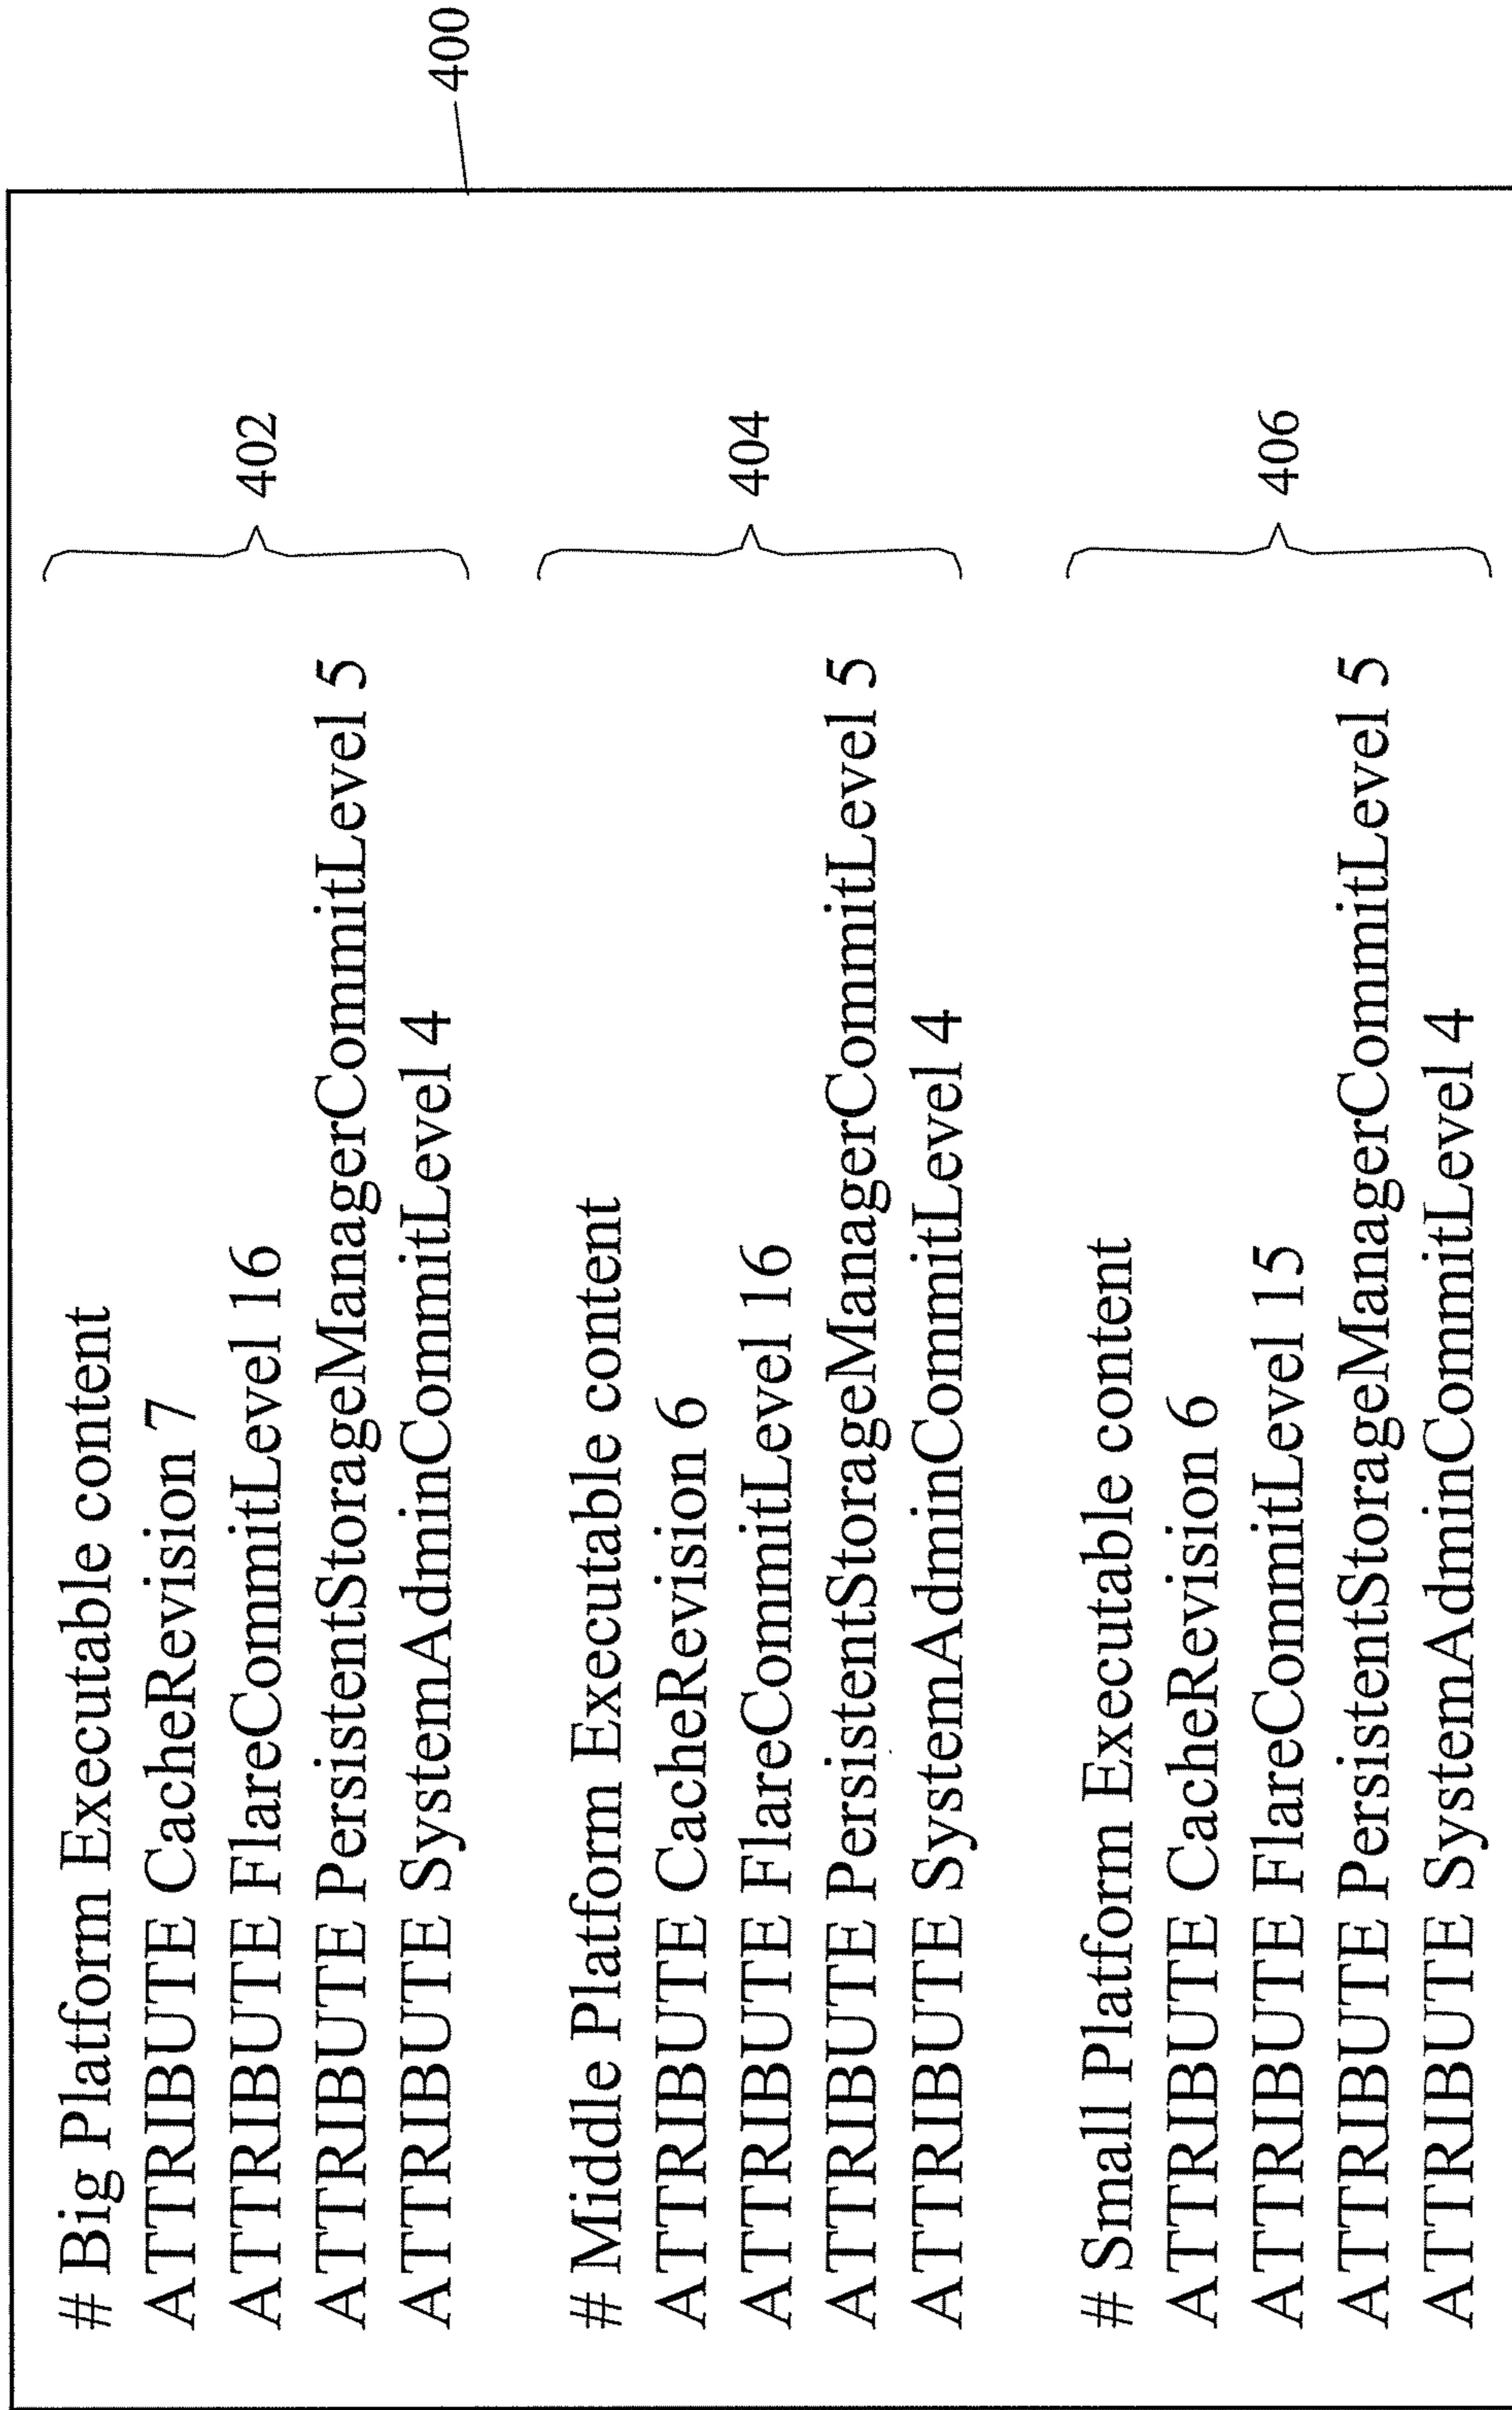 400
# Big Platform Executable content
ATTRIBUTE CacheRevision 7
ATTRIBUTE FlareCommitLevel 16
ATTRIBUTE PersistentStorageManagerCommitLevel 5
ATTRIBUTE SystemAdminCommitLevel 4
402
# Middle Platform Executable content
ATTRIBUTE CacheRevision 6
ATTRIBUTE FlareCommitLevel 16
ATTRIBUTE PersistentStorageManagerCommitLevel 5
ATTRIBUTE SystemAdminCommitLevel 4
404
# Small Platform Executable content
ATTRIBUTE CacheRevision 6
ATTRIBUTE FlareCommitLevel 15
ATTRIBUTE PersistentStorageManagerCommitLevel 5
ATTRIBUTE SystemAdminCommitLevel 4
406